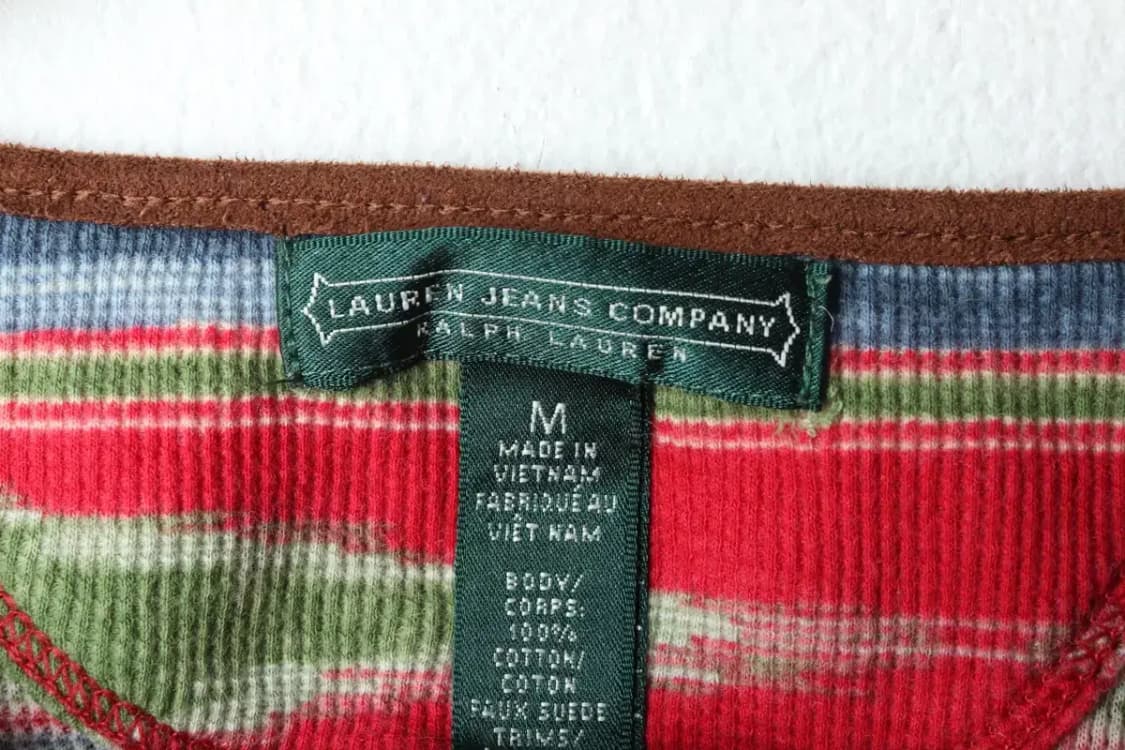 LAUREN JEANS COMPANY
RALPH LAUREN
M
MADE IN
VIETNAM
FABRIQUÉ AU
VIÊT NAM
BODY/
CORPS:
100%
COTTON/
COTON
FAUX SUEDE
TRIMS/